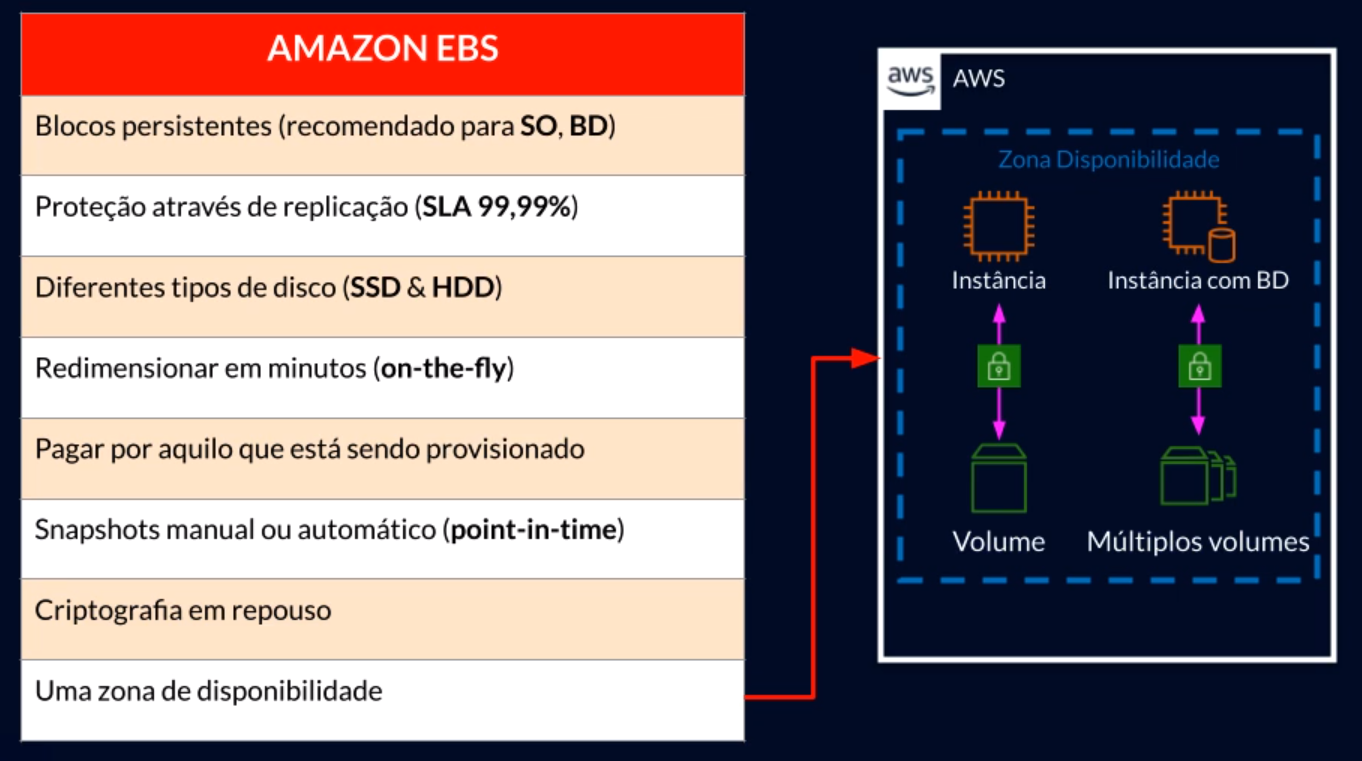 AMAZON EBS
Blocos persistentes (recomendado para SO, BD)
Proteção através de replicação (SLA 99,99%)
Diferentes tipos de disco (SSD & HDD)
Redimensionar em minutos (on-the-fly)
Pagar por aquilo que está sendo provisionado
Snapshots manual ou automático (point-in-time)
Criptografia em repouso
Uma zona de disponibilidade
aws AWS
Zona Disponibilidade
Instância Instância com BD
Volume Múltiplos volumes